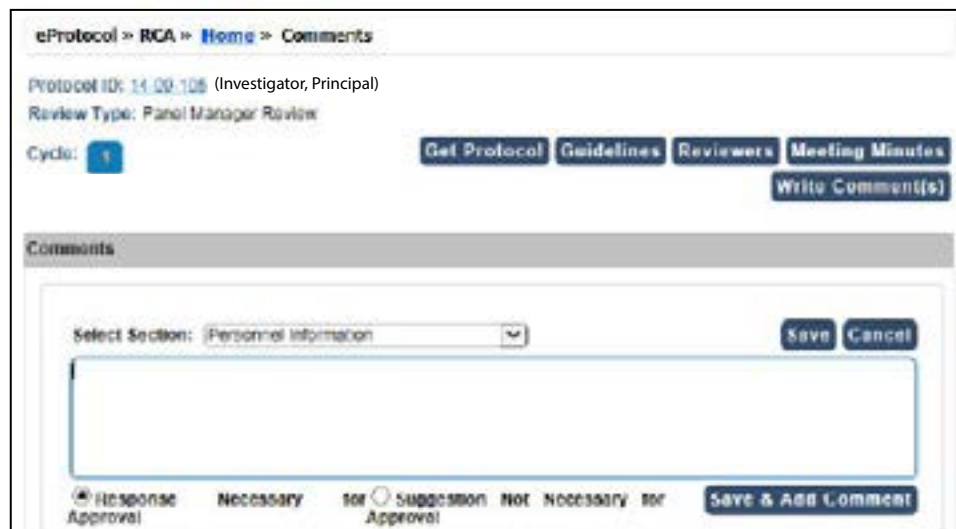 eProtocol » RCA » Home » Comments
Protocol ID: 14-09-106 (Investigator, Principal)
Review Type: Panel Manager Review
Cycle: 1
Get Protocol Guidelines Reviewers Meeting Minutes
Write Comment(s)
Comments
Select Section: Personnel Information Save Cancel
Response Necessary for Suggestion Not Necessary for Save & Add Comment
Approval Approval